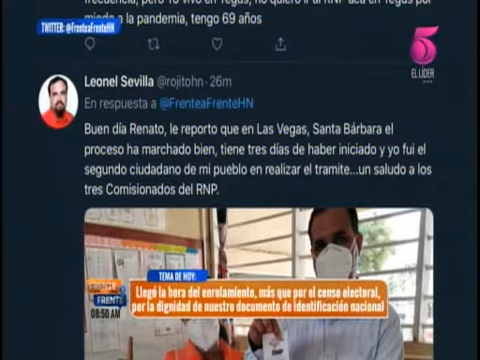 frecuencia, pero yo vivo en Tegus, no quiero ir al RNP acá en Tegus por
miedo a la pandemia, tengo 69 años
TWITTER: @FrenteaFrenteHN
5
EL LÍDER
Leonel Sevilla @rojitohn · 26m
En respuesta a @FrenteaFrenteHN
Buen día Renato, le reporto que en Las Vegas, Santa Bárbara el
proceso ha marchado bien, tiene tres días de haber iniciado y yo fui el
segundo ciudadano de mi pueblo en realizar el tramite...un saludo a los
tres Comisionados del RNP.
TEMA DE HOY:
Llegó la hora del enrolamiento, más que por el censo electoral,
por la dignidad de nuestro documento de identificación nacional
FRENTE
FRENTE
08:50 AM